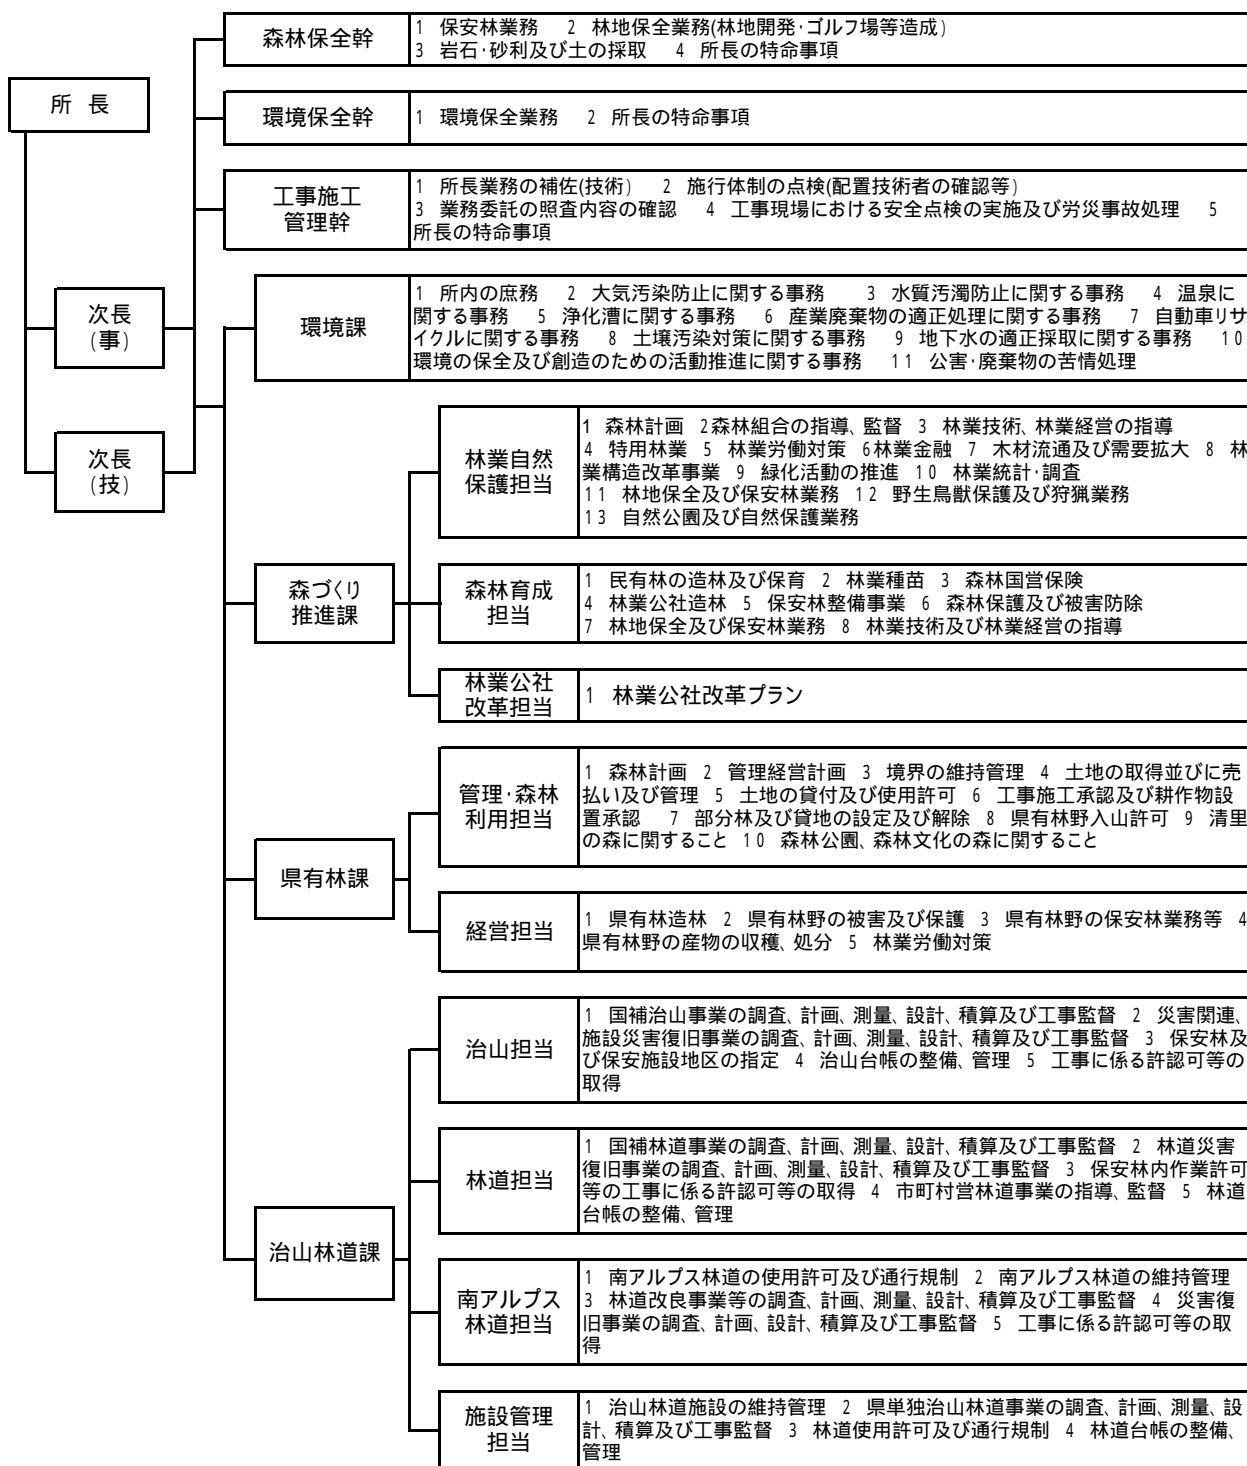 所 長
次長
(事)
次長
(技)
森林保全幹
1 保安林業務 2 林地保全業務(林地開発・ゴルフ場等造成)
3 岩石・砂利及び土の採取 4 所長の特命事項
環境保全幹
1 環境保全業務 2 所長の特命事項
工事施工
管理幹
1 所長業務の補佐(技術) 2 施行体制の点検(配置技術者の確認等)
3 業務委託の照査内容の確認 4 工事現場における安全点検の実施及び労災事故処理 5
所長の特命事項
環境課
1 所内の庶務 2 大気汚染防止に関する事務 3 水質汚濁防止に関する事務 4 温泉に
関する事務 5 浄化漕に関する事務 6 産業廃棄物の適正処理に関する事務 7 自動車リサ
イクルに関する事務 8 土壌汚染対策に関する事務 9 地下水の適正採取に関する事務 10
環境の保全及び創造のための活動推進に関する事務 11 公害・廃棄物の苦情処理
森づくり
推進課
林業自然
保護担当
1 森林計画 2森林組合の指導、監督 3 林業技術、林業経営の指導
4 特用林業 5 林業労働対策 6林業金融 7 木材流通及び需要拡大 8 林
業構造改革事業 9 緑化活動の推進 10 林業統計・調査
11 林地保全及び保安林業務 12 野生鳥獣保護及び狩猟業務
13 自然公園及び自然保護業務
森林育成
担当
1 民有林の造林及び保育 2 林業種苗 3 森林国営保険
4 林業公社造林 5 保安林整備事業 6 森林保護及び被害防除
7 林地保全及び保安林業務 8 林業技術及び林業経営の指導
林業公社
改革担当
1 林業公社改革プラン
県有林課
管理・森林
利用担当
1 森林計画 2 管理経営計画 3 境界の維持管理 4 土地の取得並びに売
払い及び管理 5 土地の貸付及び使用許可 6 工事施工承認及び耕作物設
置承認 7 部分林及び貸地の設定及び解除 8 県有林野入山許可 9 清里
の森に関すること 10 森林公園、森林文化の森に関すること
経営担当
1 県有林造林 2 県有林野の被害及び保護 3 県有林野の保安林業務等 4
県有林野の産物の収穫、処分 5 林業労働対策
治山林道課
治山担当
1 国補治山事業の調査、計画、測量、設計、積算及び工事監督 2 災害関連、
施設災害復旧事業の調査、計画、測量、設計、積算及び工事監督 3 保安林及
び保安施設地区の指定 4 治山台帳の整備、管理 5 工事に係る許認可等の
取得
林道担当
1 国補林道事業の調査、計画、測量、設計、積算及び工事監督 2 林道災害
復旧事業の調査、計画、測量、設計、積算及び工事監督 3 保安林内作業許可
等の工事に係る許認可等の取得 4 市町村営林道事業の指導、監督 5 林道
台帳の整備、管理
南アルプス
林道担当
1 南アルプス林道の使用許可及び通行規制 2 南アルプス林道の維持管理
3 林道改良事業等の調査、計画、測量、設計、積算及び工事監督 4 災害復
旧事業の調査、計画、設計、積算及び工事監督 5 工事に係る許認可等の取
得
施設管理
担当
1 治山林道施設の維持管理 2 県単独治山林道事業の調査、計画、測量、設
計、積算及び工事監督 3 林道使用許可及び通行規制 4 林道台帳の整備、
管理